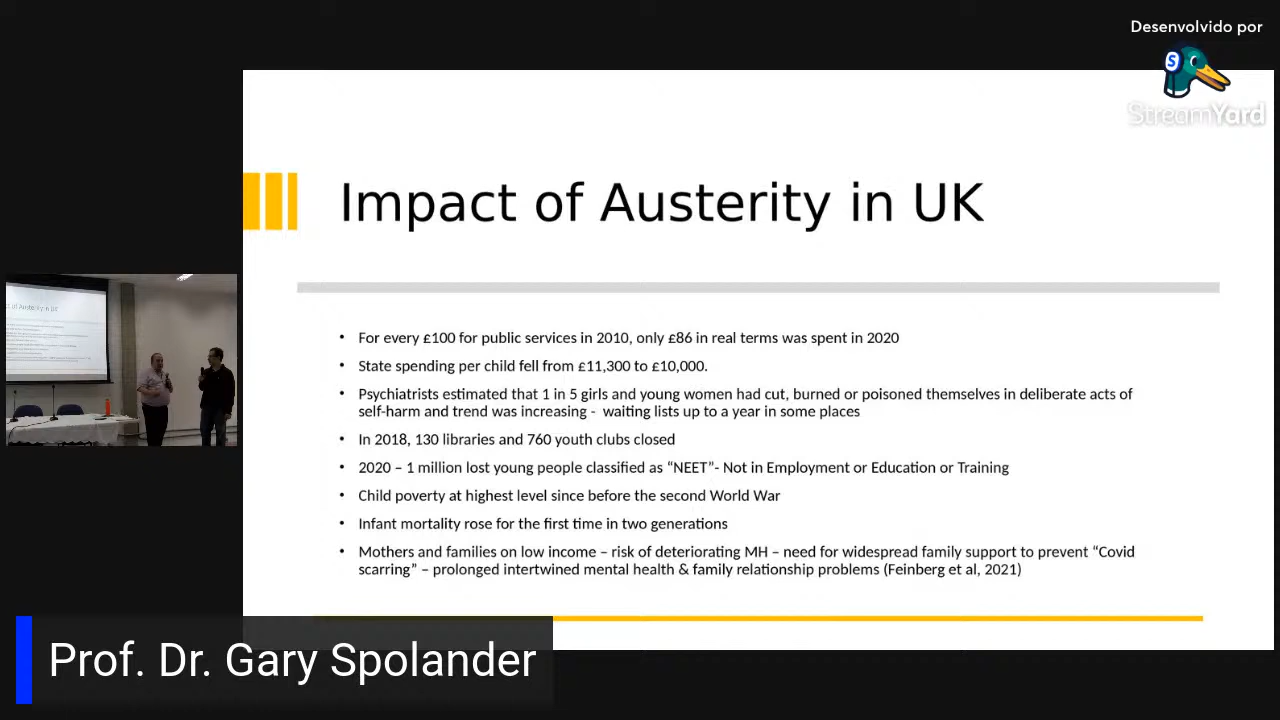 Desenvolvido por
StreamYard
Impact of Austerity in UK
• For every £100 for public services in 2010, only £86 in real terms was spent in 2020
• State spending per child fell from £11,300 to £10,000.
• Psychiatrists estimated that 1 in 5 girls and young women had cut, burned or poisoned themselves in deliberate acts of
self-harm and trend was increasing - waiting lists up to a year in some places
• In 2018, 130 libraries and 760 youth clubs closed
• 2020 – 1 million lost young people classified as “NEET”- Not in Employment or Education or Training
• Child poverty at highest level since before the second World War
• Infant mortality rose for the first time in two generations
• Mothers and families on low income – risk of deteriorating MH – need for widespread family support to prevent “Covid
scarring” – prolonged intertwined mental health & family relationship problems (Feinberg et al, 2021)
Prof. Dr. Gary Spolander